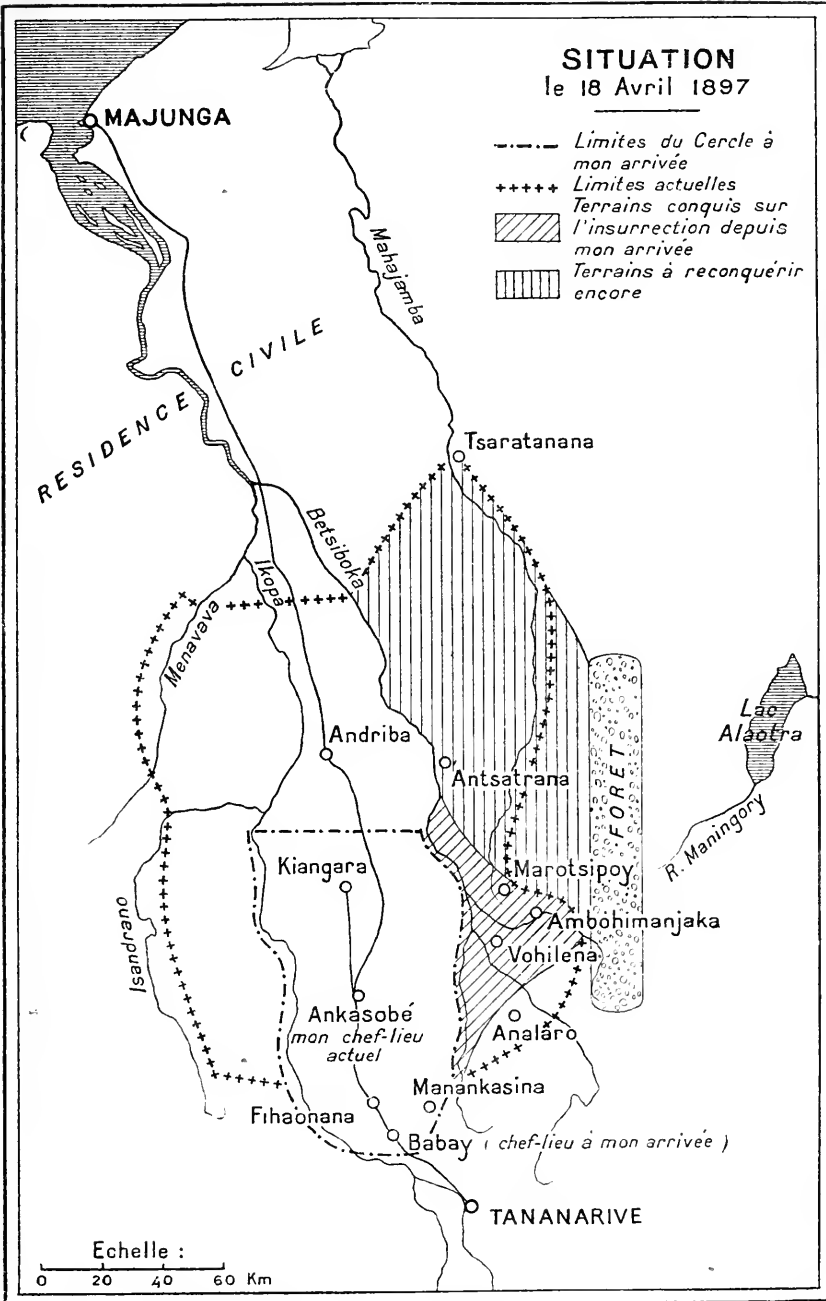 SITUATION
le 18 Avril 1897
Limites du Cercle à
mon arrivée
Limites actuelles
Terrains conquis sur
l'insurrection depuis
mon arrivée
Terrains à reconquérir
encore
MAJUNGA
Mahajamba
RESIDENCE CIVILE
Tsaratanana
Betsiboka
Ikopa
Menavava
Andriba
Antsatrana
FORET
Lac
Alaotra
R. Maningory
Kiangara
Marotsipoy
Ambohimanjaka
Vohilena
Isandrano
Ankasobé
mon chef-lieu
actuel
Analaro
Manankasina
Fihaonana
Babay ( chef-lieu à mon arrivée )
TANANARIVE
Echelle :
0 20 40 60 Km